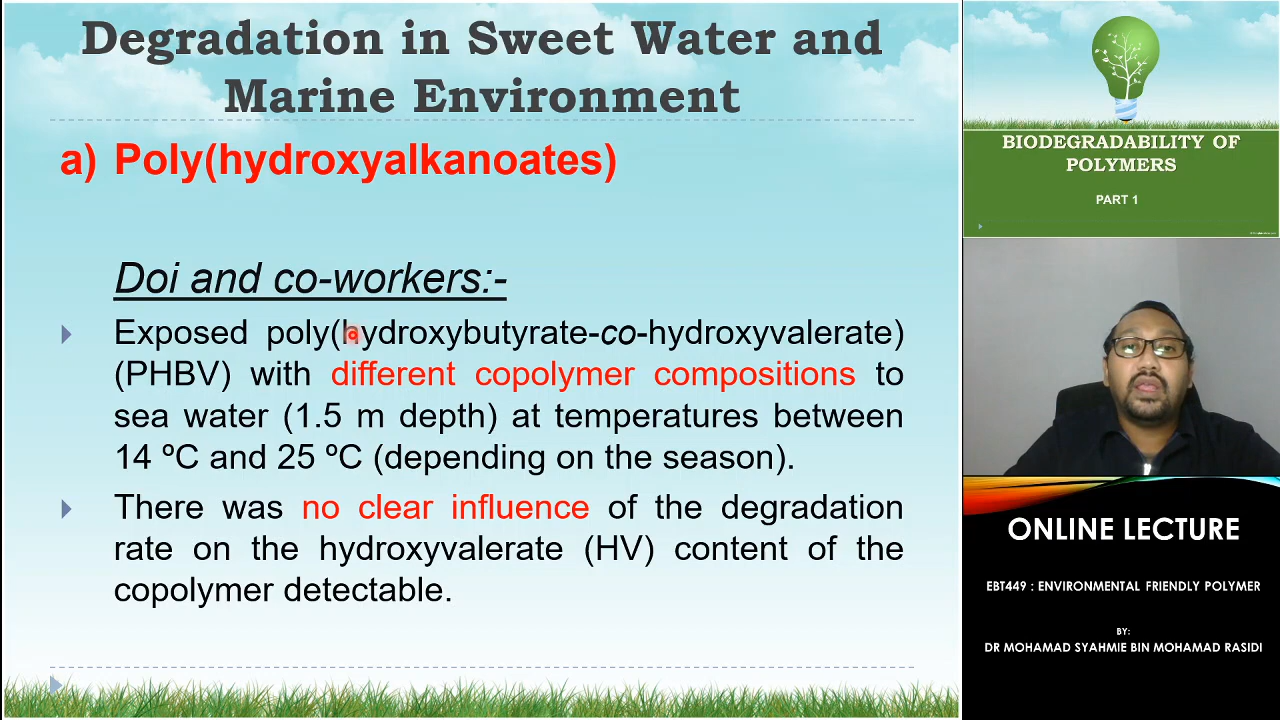 Degradation in Sweet Water and
Marine Environment
a) Poly(hydroxyalkanoates)
Doi and co-workers:-
Exposed poly(hydroxybutyrate-co-hydroxyvalerate)
(PHBV) with different copolymer compositions to
sea water (1.5 m depth) at temperatures between
14 ºC and 25 ºC (depending on the season).
There was no clear influence of the degradation
rate on the hydroxyvalerate (HV) content of the
copolymer detectable.
BIODEGRADABILITY OF
POLYMERS
PART 1
ONLINE LECTURE
EBT449 : ENVIRONMENTAL FRIENDLY POLYMER
BY:
DR MOHAMAD SYAHMIE BIN MOHAMAD RASIDI